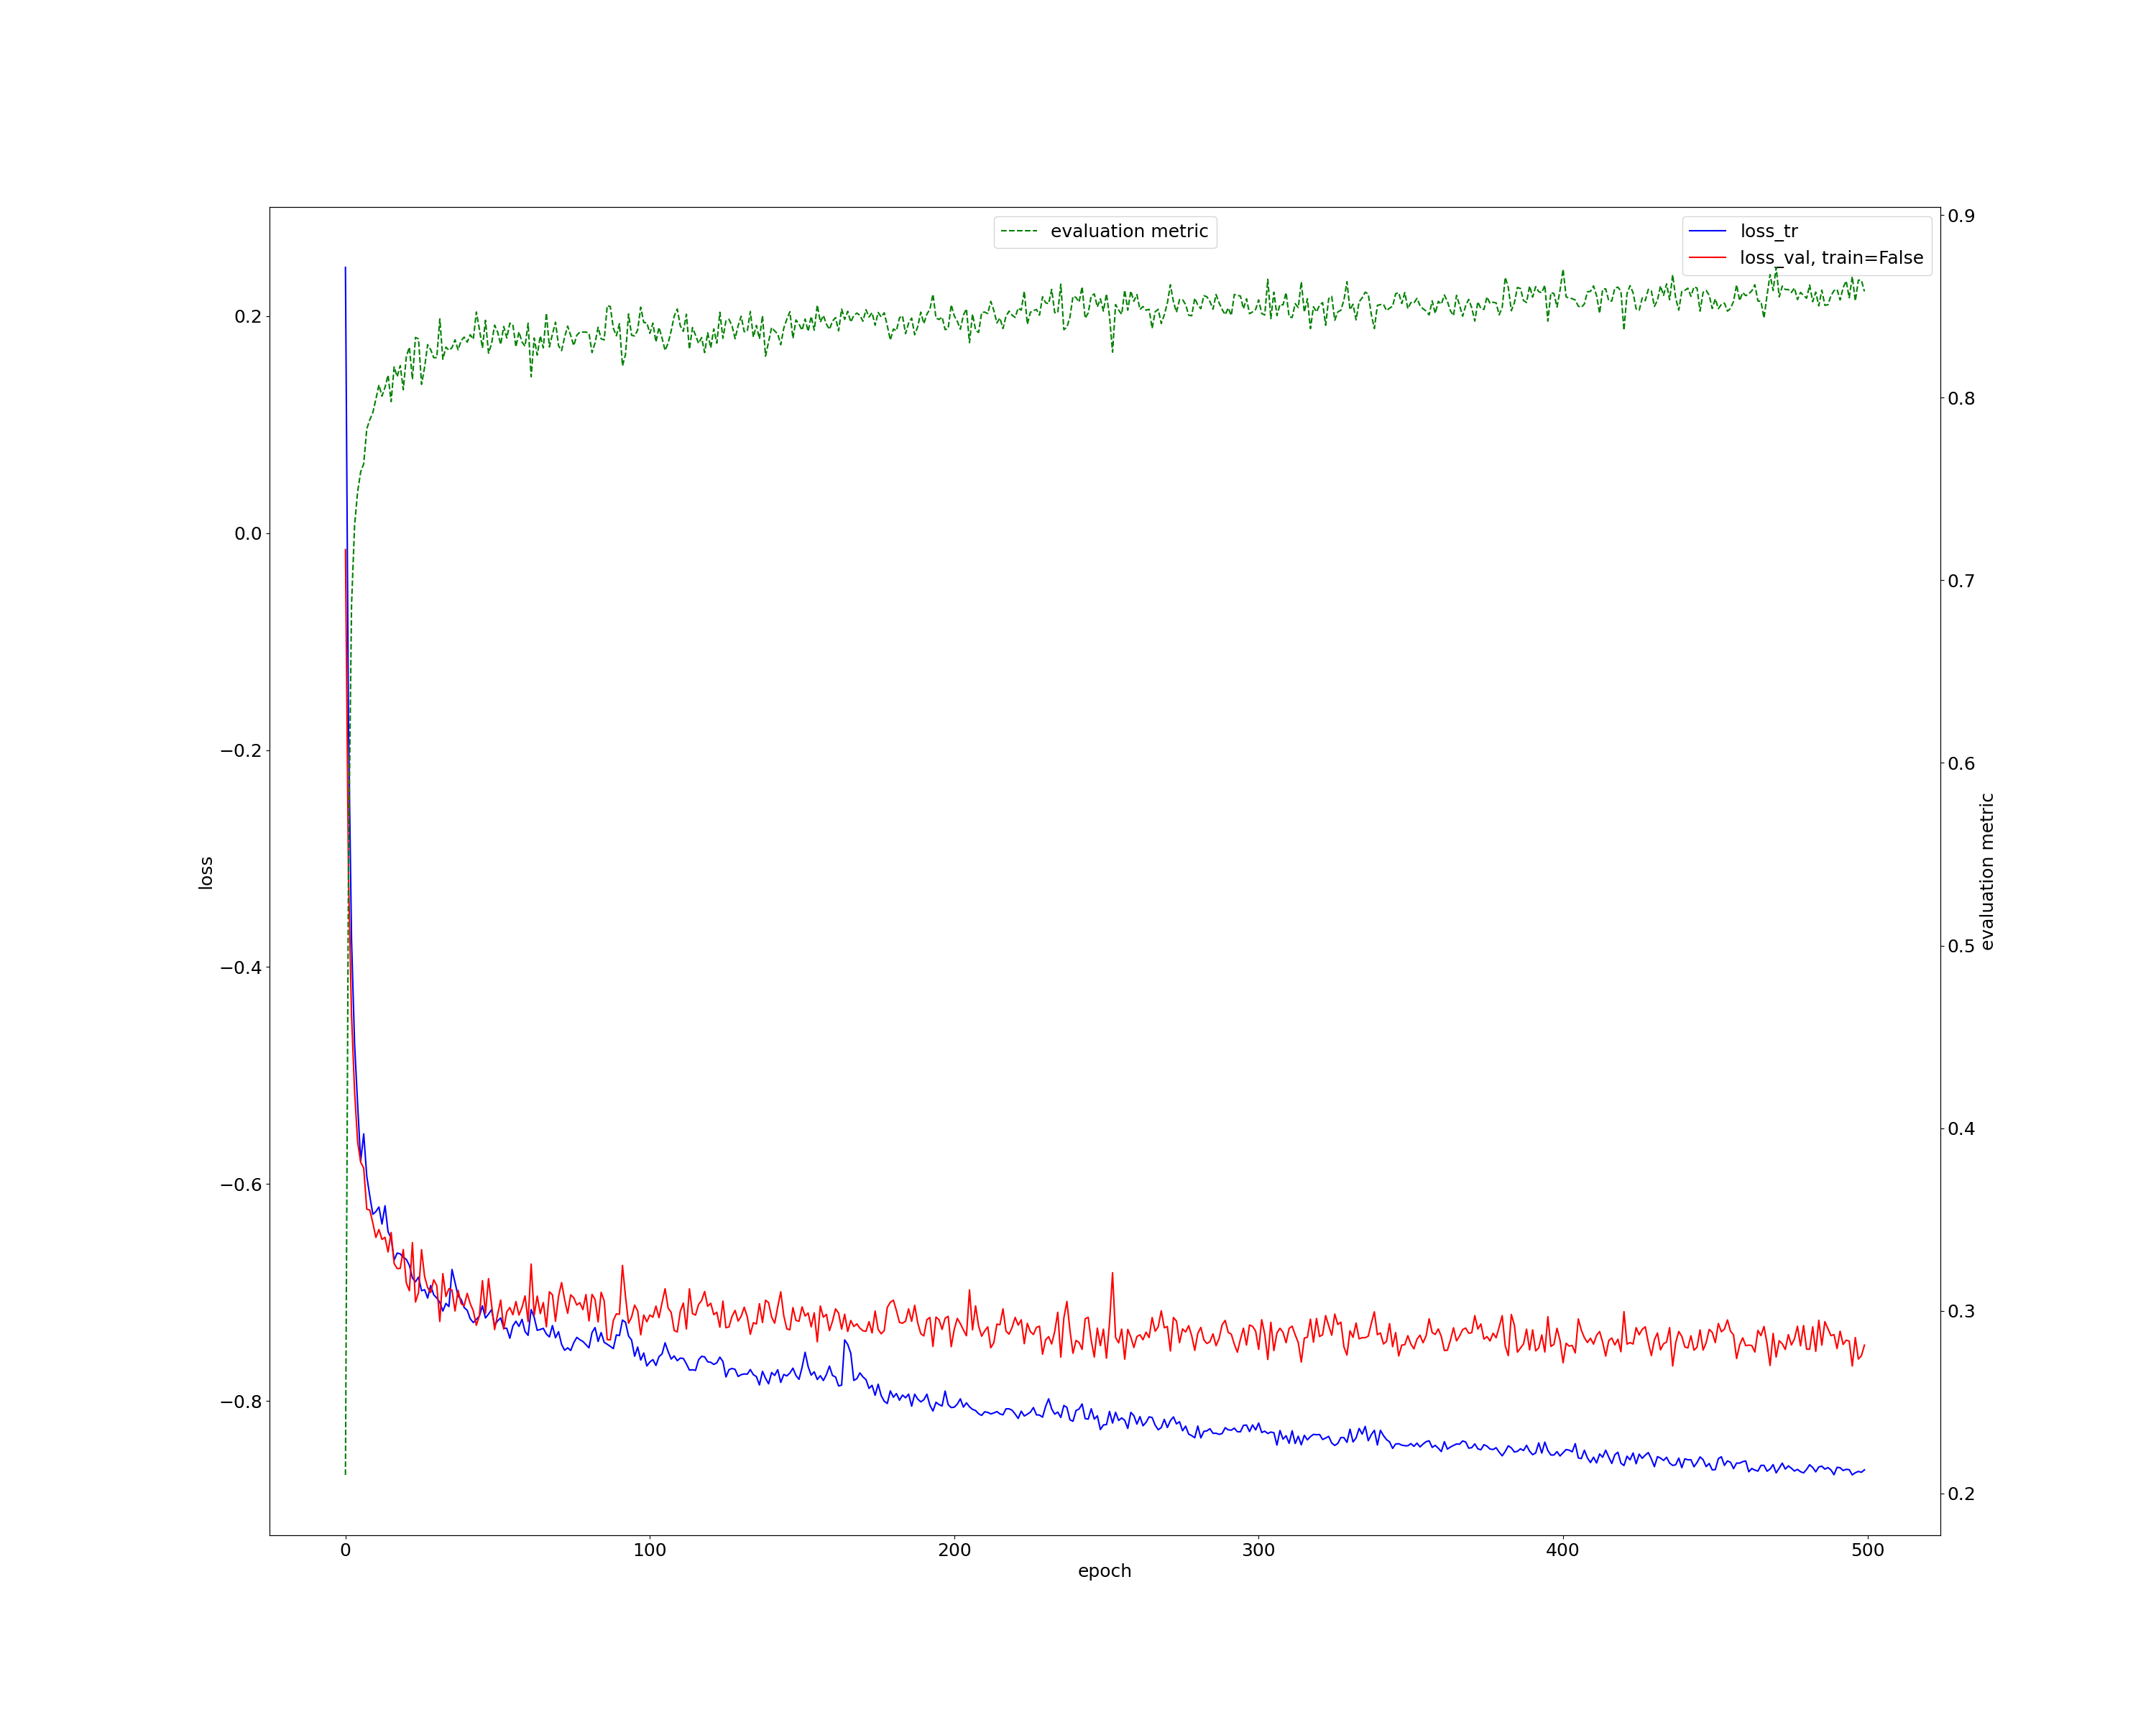 evaluation metric
loss_tr
loss_val, train=False
0.2
0.0
−0.2
−0.4
−0.6
−0.8
loss
0.9
0.8
0.7
0.6
0.5
0.4
0.3
0.2
evaluation metric
0 100 200 300 400 500
epoch